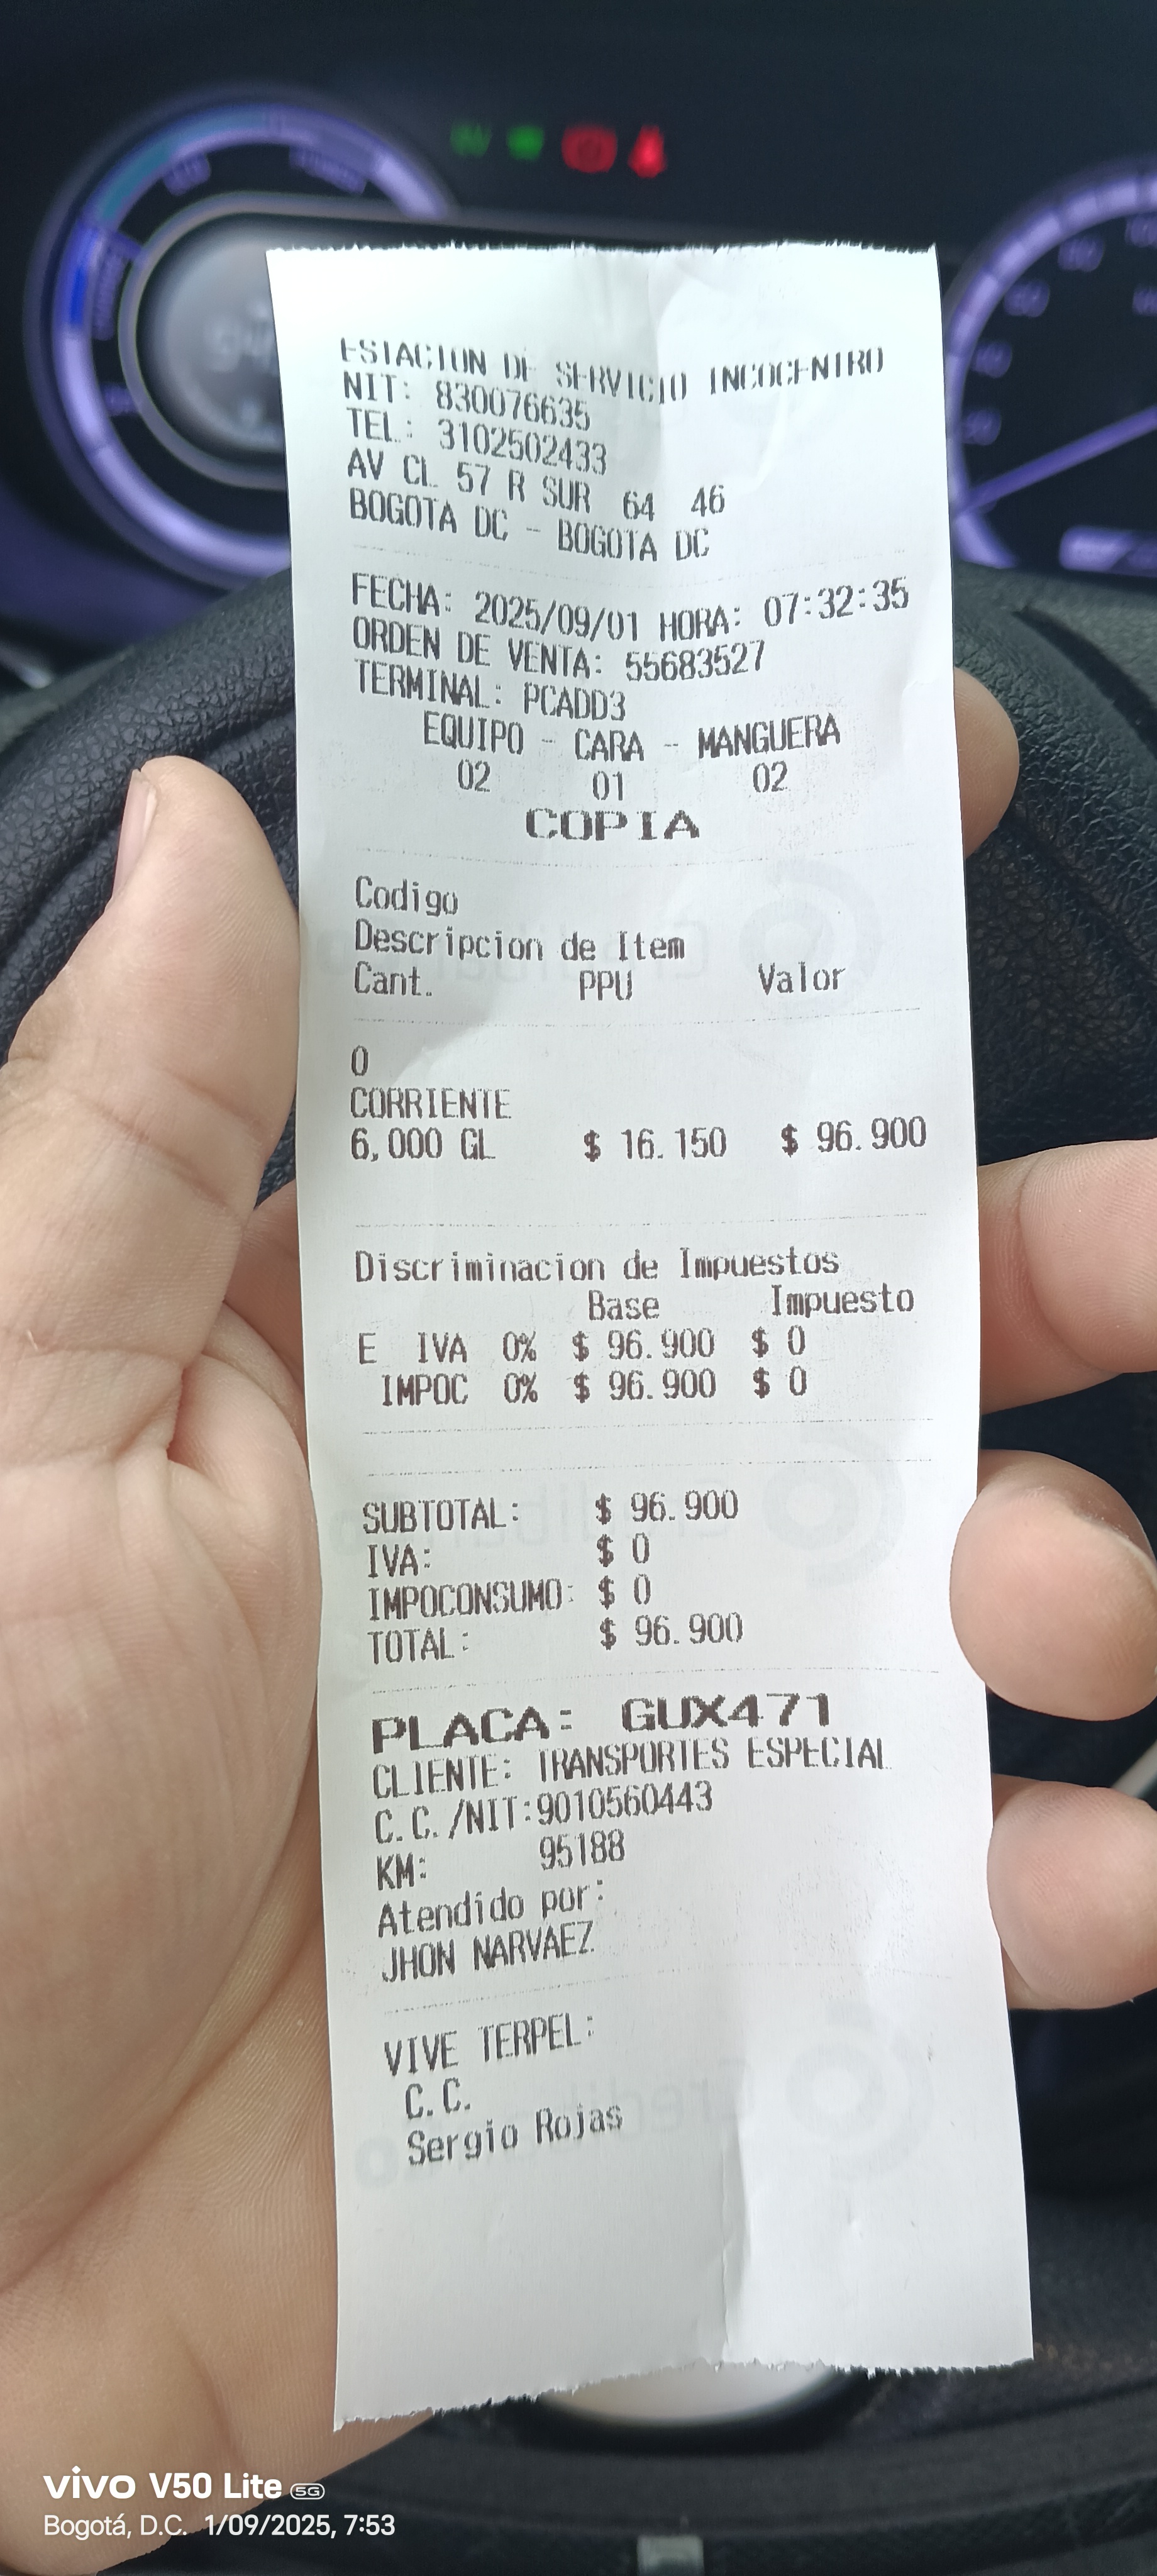 ESTACION DE SERVICIO INCOCENTRO
NIT: 830076635
TEL: 3102502433
AV CL 57 R SUR 64 46
BOGOTA DC - BOGOTA DC
FECHA: 2025/09/01 HORA: 07:32:35
ORDEN DE VENTA: 55683527
TERMINAL: PCADD3
EQUIPO - CARA - MANGUERA
02 01 02
COPIA
Codigo
Descripcion de Item
Cant. PPU Valor
0
CORRIENTE
6,000 GL $ 16.150 $ 96.900
Discriminacion de Impuestos
Base Impuesto
E IVA 0% $ 96.900 $ 0
IMPOC 0% $ 96.900 $ 0
SUBTOTAL: $ 96.900
IVA: $ 0
IMPOCONSUMO: $ 0
TOTAL: $ 96.900
PLACA: GUX471
CLIENTE: TRANSPORTES ESPECIAL
C.C./NIT:9010560443
KM: 95188
Atendido por:
JHON NARVAEZ
VIVE TERPEL:
C.C.
Sergio Rojas
vivo V50 Lite 5G
Bogotá, D.C. 1/09/2025, 7:53